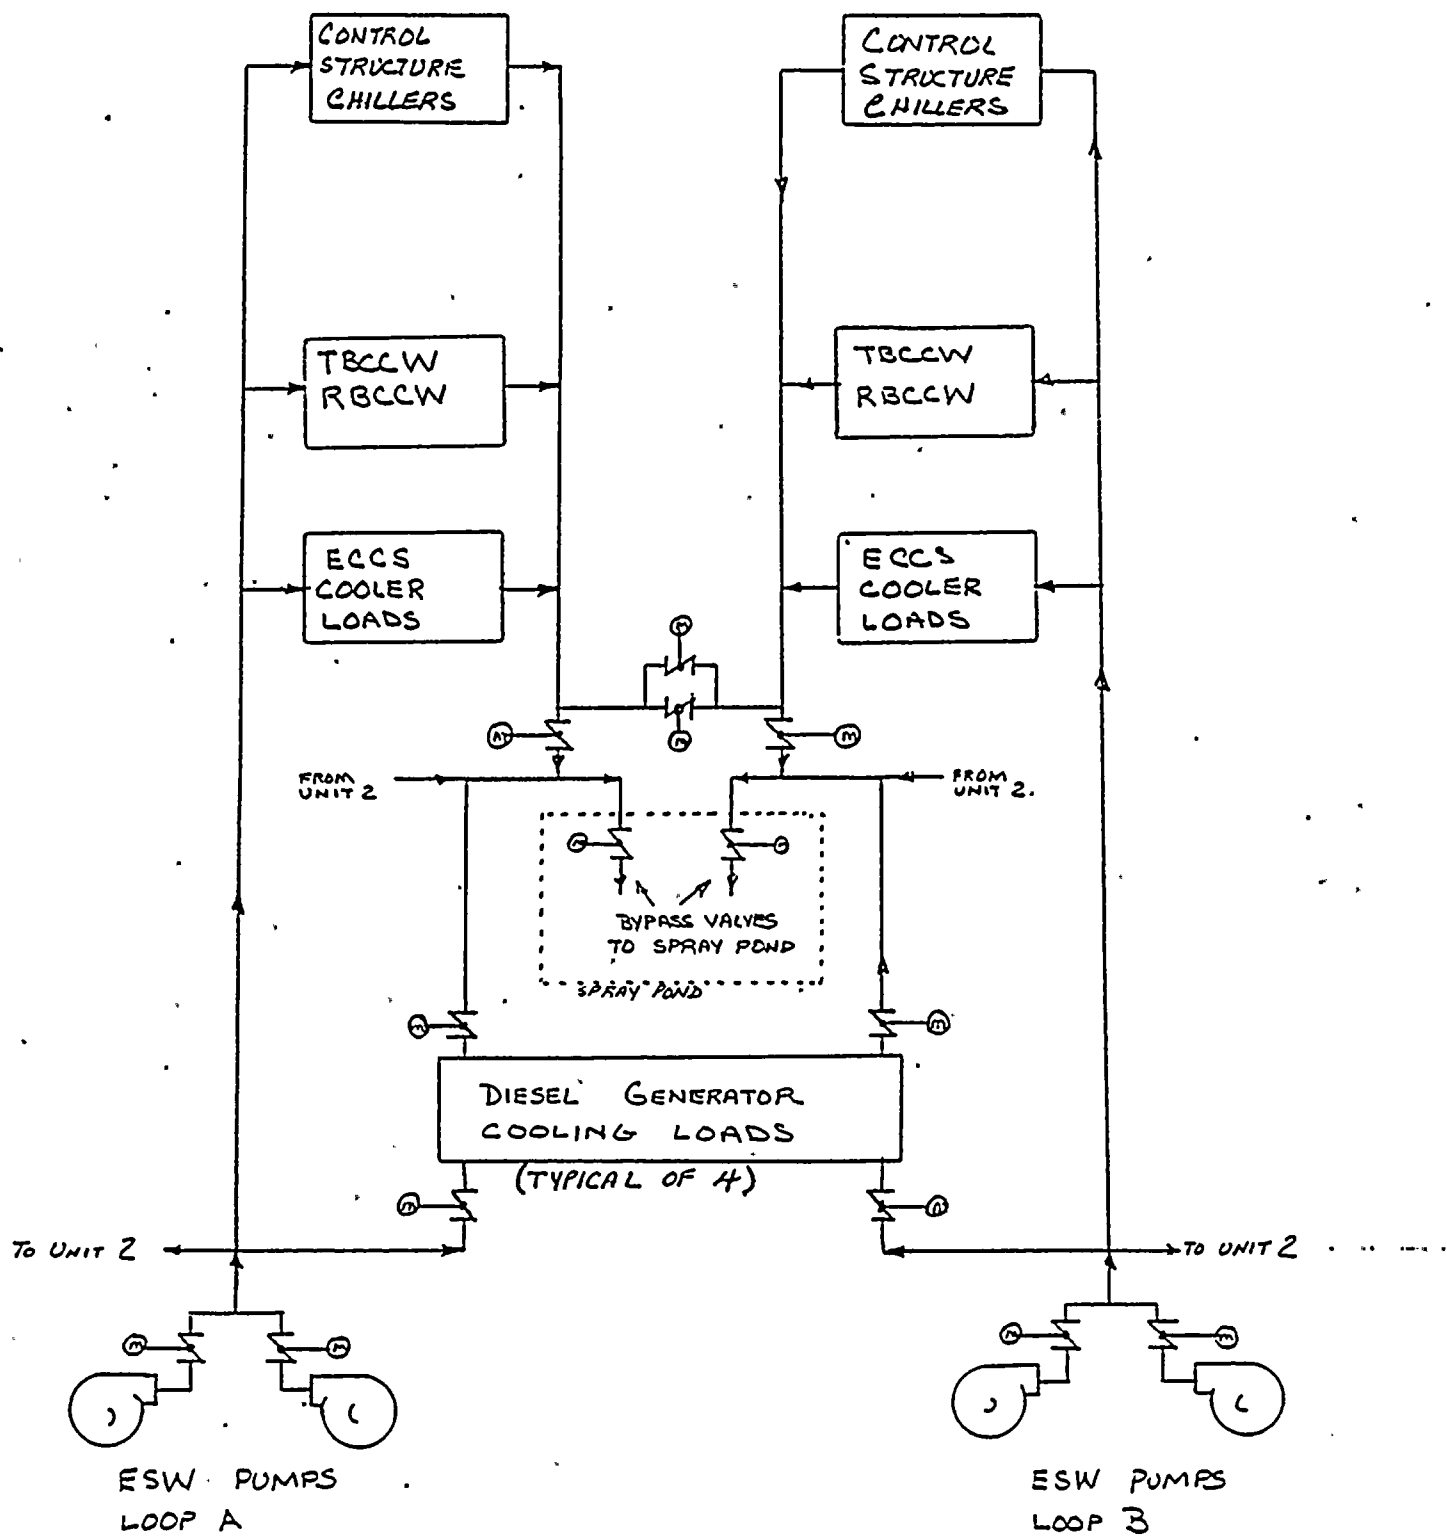 CONTROL
STRUCTURE
CHILLERS
CONTROL
STRUCTURE
CHILLERS
TBCCW
RBCCW
TBCCW
RBCCW
ECCS
COOLER
LOADS
ECCS
COOLER
LOADS
M
M
M
M
FROM
UNIT 2
FROM
UNIT 2.
M
BYPASS VALVES
TO SPRAY POND
SPRAY POND
M
M
DIESEL GENERATOR
COOLING LOADS
(TYPICAL OF 4)
M
TO UNIT 2
TO UNIT 2
M
M
M
M
ESW PUMPS
LOOP A
ESW PUMPS
LOOP B